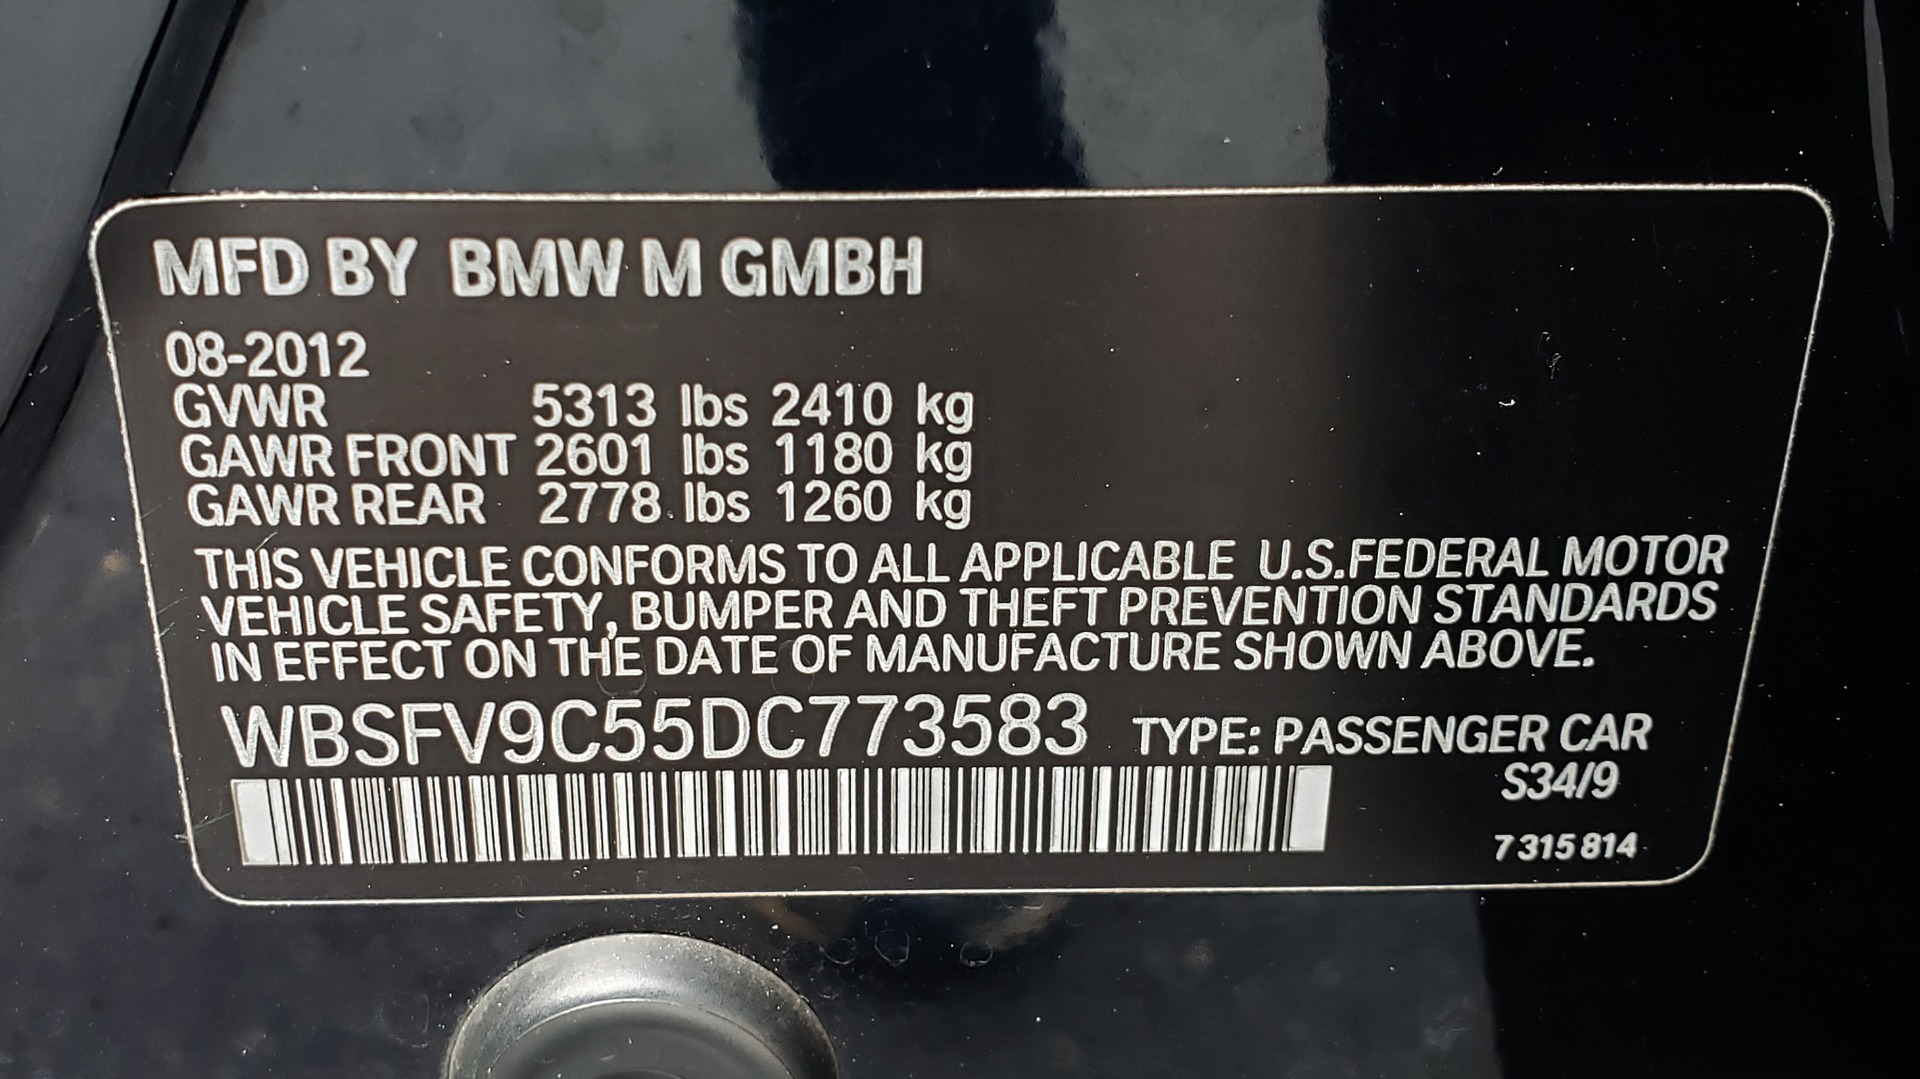 MFD BY BMW M GMBH
08-2012
GVWR 5313 lbs 2410 kg
GAWR FRONT 2601 lbs 1180 kg
GAWR REAR 2778 lbs 1260 kg
THIS VEHICLE CONFORMS TO ALL APPLICABLE U.S.FEDERAL MOTOR
VEHICLE SAFETY, BUMPER AND THEFT PREVENTION STANDARDS
IN EFFECT ON THE DATE OF MANUFACTURE SHOWN ABOVE.
WBSFV9C55DC773583 TYPE: PASSENGER CAR
S34/9
7 315 814